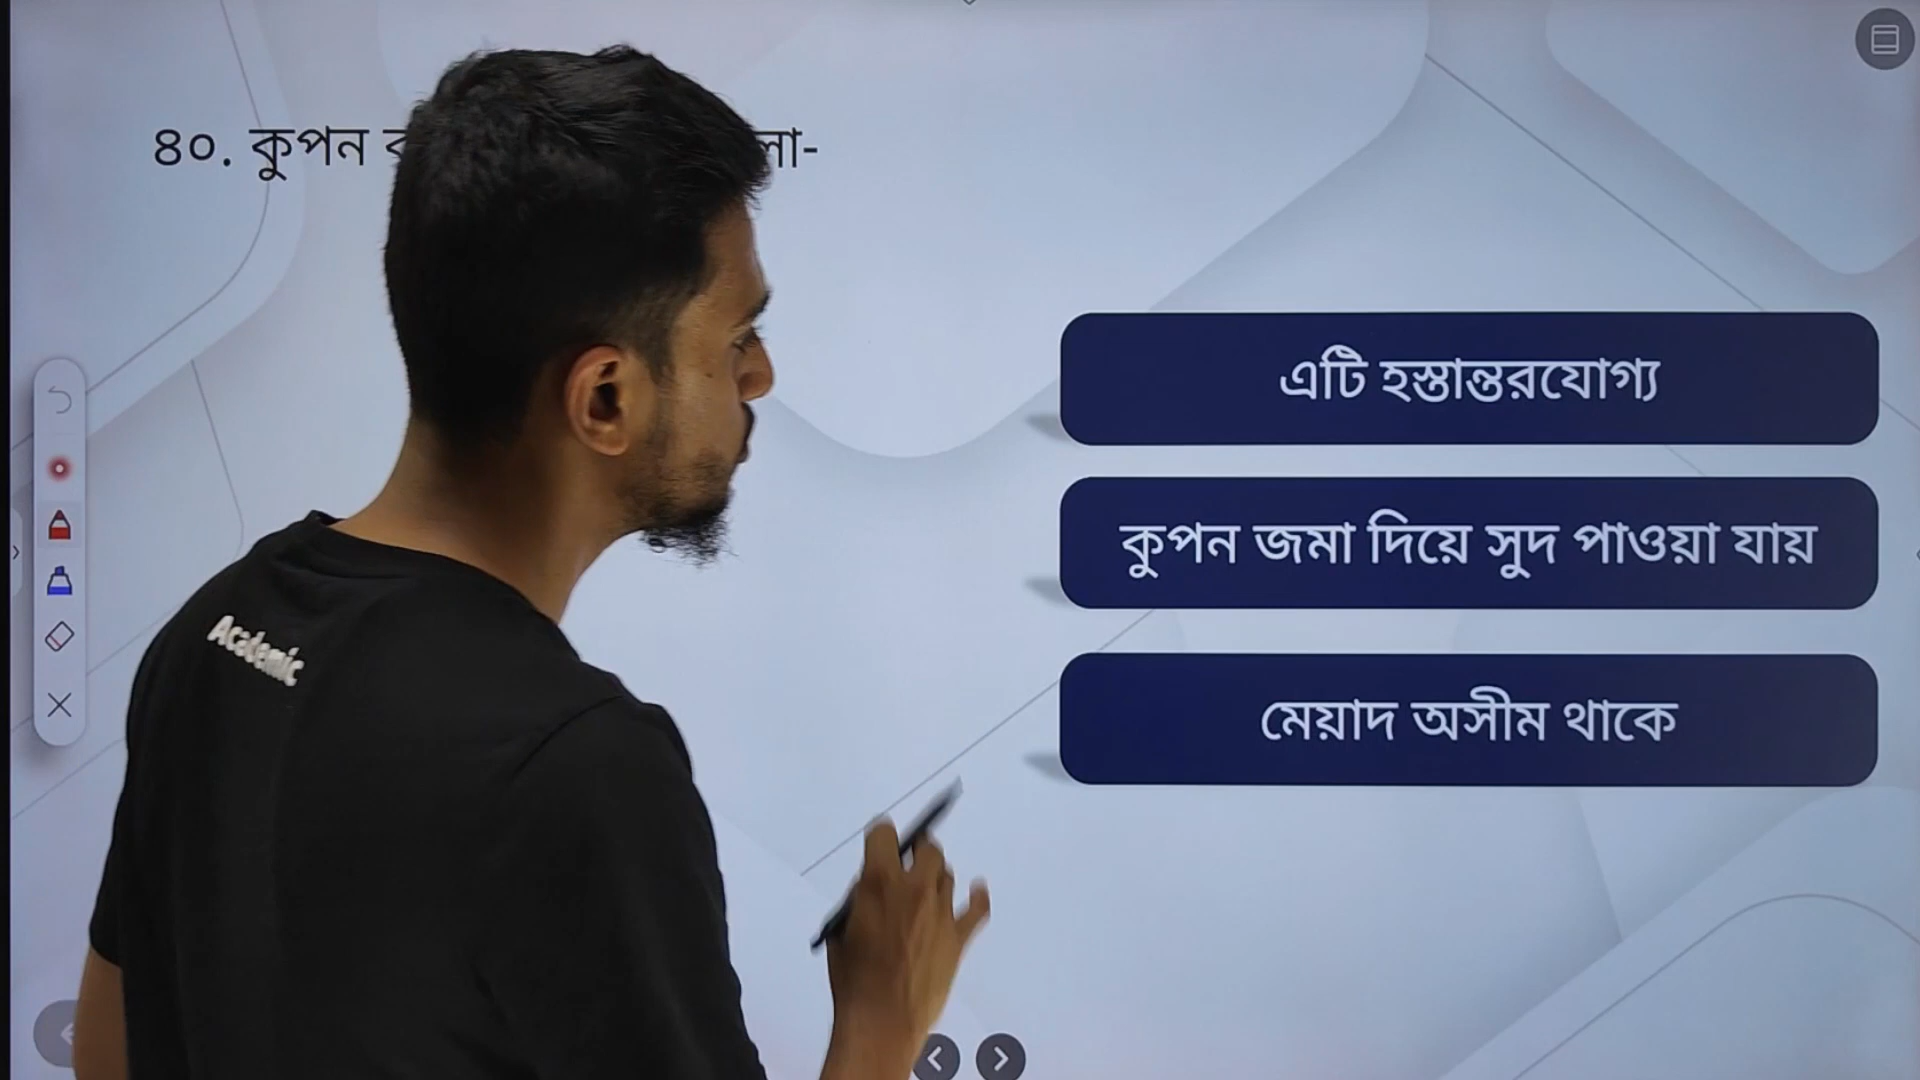 ৪০. কুপন
লা-
এটি হস্তান্তরযোগ্য
কুপন জমা দিয়ে সুদ পাওয়া যায়
মেয়াদ অসীম থাকে
Academic